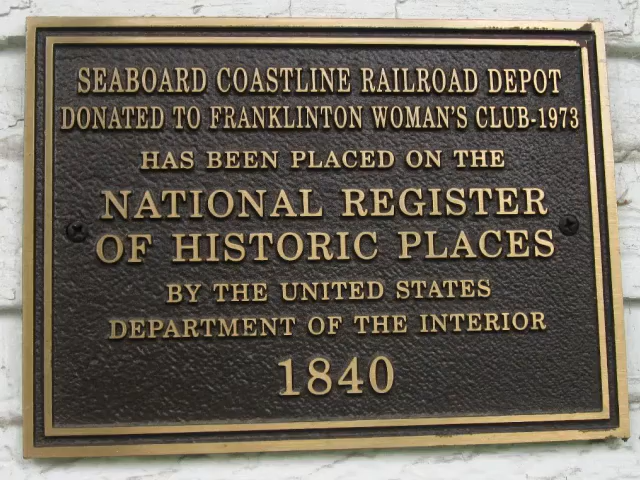 SEABOARD COASTLINE RAILROAD DEPOT
DONATED TO FRANKLINTON WOMAN'S CLUB-1973
HAS BEEN PLACED ON THE
NATIONAL REGISTER
OF HISTORIC PLACES
BY THE UNITED STATES
DEPARTMENT OF THE INTERIOR
1840